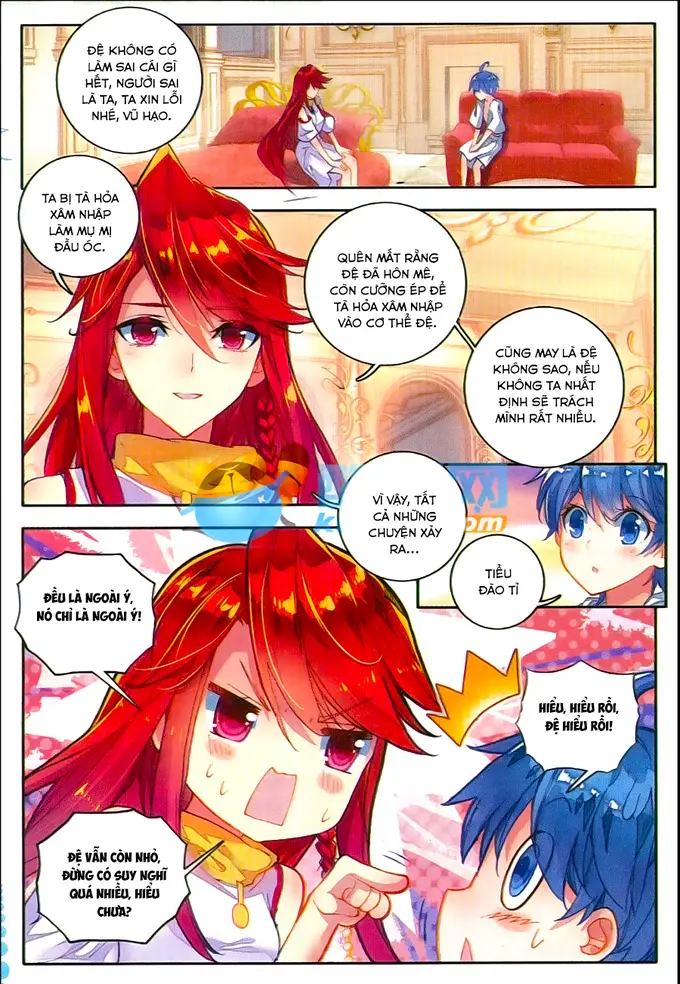 ĐỆ KHÔNG CÓ
LÀM SAI CÁI GÌ
HẾT, NGƯỜI SAI
LÀ TA, TA XIN LỖI
NHÉ, VŨ HẠO.
TA BỊ TÀ HỎA
XÂM NHẬP
LÀM MỤ MỊ
ĐẦU ÓC.
QUÊN MẤT RẰNG
ĐỆ ĐÃ HÔN MÊ,
CÒN CƯỠNG ÉP ĐỂ
TÀ HỎA XÂM NHẬP
VÀO CƠ THỂ ĐỆ.
CŨNG MAY LÀ ĐỆ
KHÔNG SAO, NẾU
KHÔNG TA NHẤT
ĐỊNH SẼ TRÁCH
MÌNH RẤT NHIỀU.
VÌ VẬY, TẤT
CẢ NHỮNG
CHUYỆN XẢY
RA...
TIỂU
ĐÀO TỈ
ĐỀU LÀ NGOÀI Ý,
NÓ CHỈ LÀ NGOÀI Ý!
HIỂU, HIỂU RỒI,
ĐỆ HIỂU RỒI!
ĐỆ VẪN CÒN NHỎ,
ĐỪNG CÓ SUY NGHĨ
QUÁ NHIỀU, HIỂU
CHƯA?